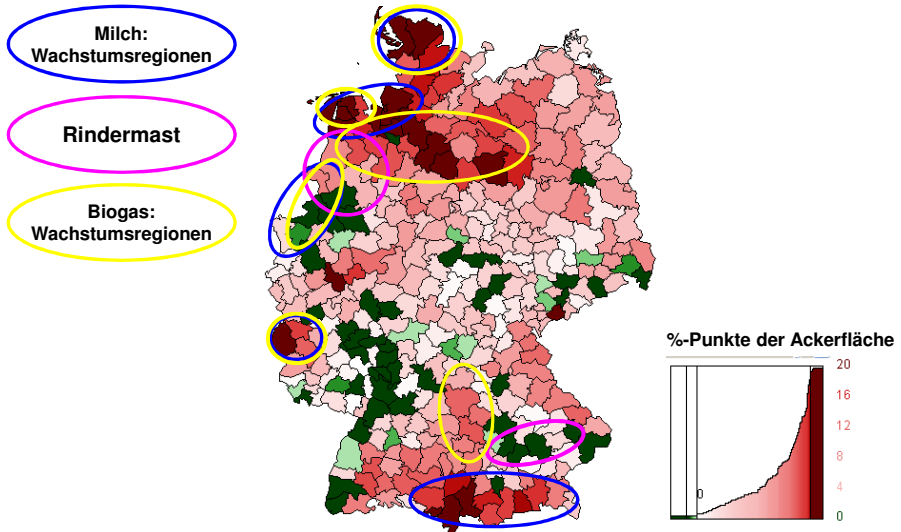 Milch:
Wachstumsregionen
Rindermast
Biogas:
Wachstumsregionen
%-Punkte der Ackerfläche
20
16
12
8
4
0
0